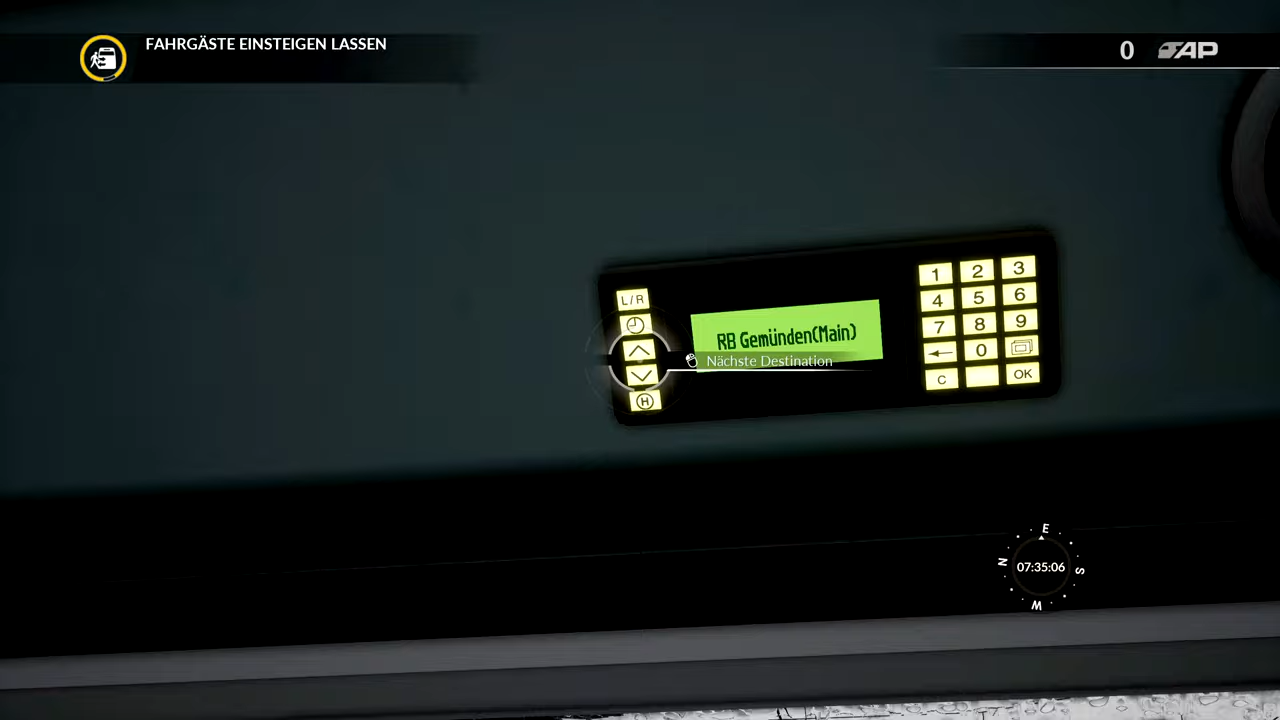 FAHRGÄSTE EINSTEIGEN LASSEN
0 AP
L/R
RB Gemünden(Main)
Nächste Destination
H
1 2 3
4 5 6
7 8 9
0
C OK
E
N 07:35:06 S
W